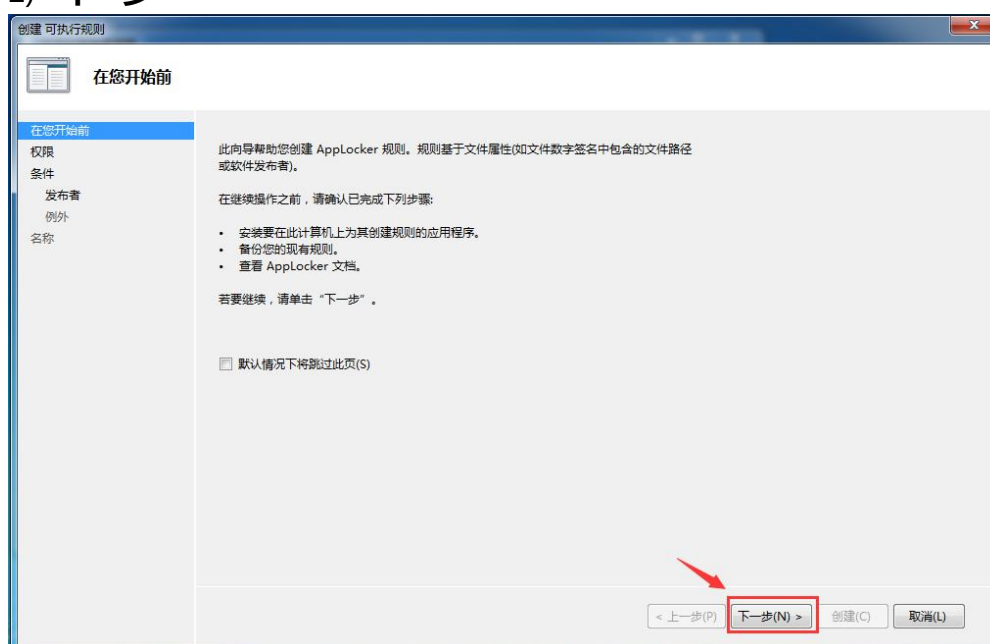 创建 可执行规则
在您开始前
在您开始前
权限
条件
发布者
例外
名称
此向导帮助您创建 AppLocker 规则。规则基于文件属性(如文件数字签名中包含的文件路径
或软件发布者)。
在继续操作之前，请确认已完成下列步骤:
• 安装要在此计算机上为其创建规则的应用程序。
• 备份您的现有规则。
• 查看 AppLocker 文档。
若要继续，请单击“下一步”。
默认情况下将跳过此页(S)
< 上一步(P) 下一步(N) > 创建(C) 取消(L)